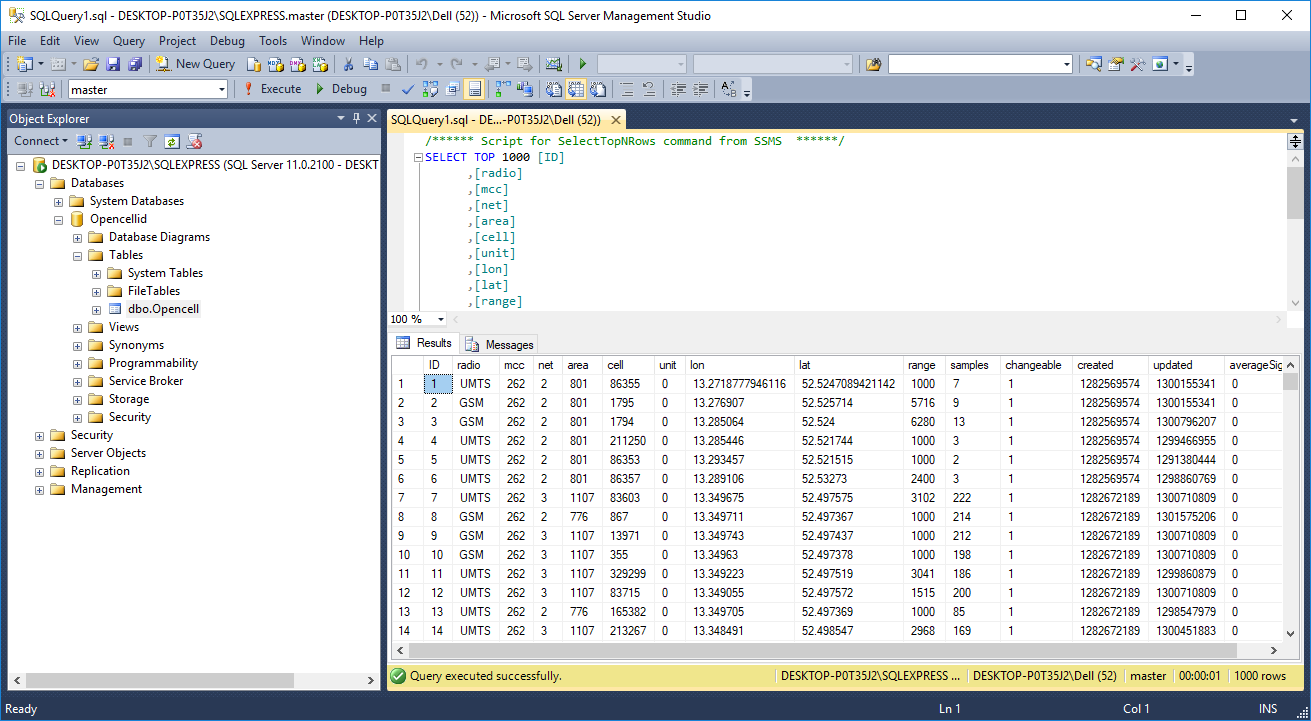 SQLQuery1.sql - DESKTOP-P0T35J2\SQLEXPRESS.master (DESKTOP-P0T35J2\Dell (52)) - Microsoft SQL Server Management Studio
File Edit View Query Project Debug Tools Window Help
New Query
master Execute Debug
Object Explorer
Connect
DESKTOP-P0T35J2\SQLEXPRESS (SQL Server 11.0.2100 - DESKT
Databases
System Databases
Opencellid
Database Diagrams
Tables
System Tables
FileTables
dbo.Opencell
Views
Synonyms
Programmability
Service Broker
Storage
Security
Security
Server Objects
Replication
Management
SQLQuery1.sql - DE...-P0T35J2\Dell (52))
/****** Script for SelectTopNRows command from SSMS  ******/
SELECT TOP 1000 [ID]
,[radio]
,[mcc]
,[net]
,[area]
,[cell]
,[unit]
,[lon]
,[lat]
,[range]
100 %
Results Messages
ID radio mcc net area cell unit lon lat range samples changeable created updated averageSig
1 1 UMTS 262 2 801 86355 0 13.2718777946116 52.5247089421142 1000 7 1 1282569574 1300155341 0
2 2 GSM 262 2 801 1795 0 13.276907 52.525714 5716 9 1 1282569574 1300155341 0
3 3 GSM 262 2 801 1794 0 13.285064 52.524 6280 13 1 1282569574 1300796207 0
4 4 UMTS 262 2 801 211250 0 13.285446 52.521744 1000 3 1 1282569574 1299466955 0
5 5 UMTS 262 2 801 86353 0 13.293457 52.521515 1000 2 1 1282569574 1291380444 0
6 6 UMTS 262 2 801 86357 0 13.289106 52.53273 2400 3 1 1282569574 1298860769 0
7 7 UMTS 262 3 1107 83603 0 13.349675 52.497575 3102 222 1 1282672189 1300710809 0
8 8 GSM 262 2 776 867 0 13.349711 52.497367 1000 214 1 1282672189 1301575206 0
9 9 GSM 262 3 1107 13971 0 13.349743 52.497437 1000 212 1 1282672189 1300710809 0
10 10 GSM 262 3 1107 355 0 13.34963 52.497378 1000 198 1 1282672189 1300710809 0
11 11 UMTS 262 3 1107 329299 0 13.349223 52.497519 3041 186 1 1282672189 1299860879 0
12 12 UMTS 262 3 1107 83715 0 13.349055 52.497572 1515 200 1 1282672189 1300710809 0
13 13 UMTS 262 2 776 165382 0 13.349705 52.497369 1000 85 1 1282672189 1298547979 0
14 14 UMTS 262 3 1107 213267 0 13.348491 52.498547 2968 169 1 1282672189 1300451883 0
Query executed successfully. DESKTOP-P0T35J2\SQLEXPRESS ... DESKTOP-P0T35J2\Dell (52) master 00:00:01 1000 rows
Ready Ln 1 Col 1 INS